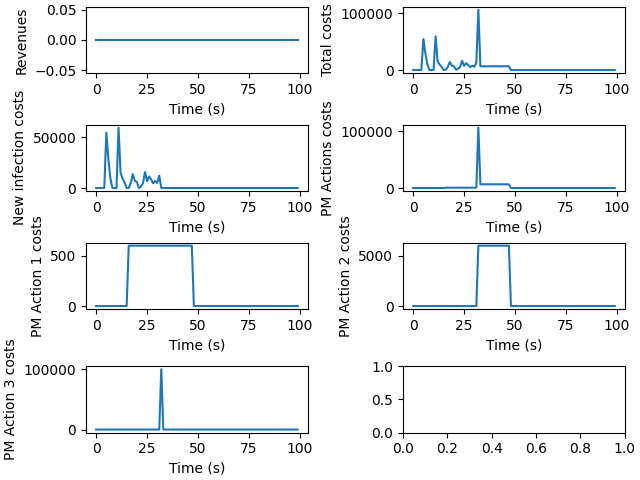 Revenues
0.05
0.00
−0.05
0 25 50 75 100
Time (s)
Total costs
100000
0
0 25 50 75 100
Time (s)
New infection costs
50000
0
0 25 50 75 100
Time (s)
PM Actions costs
100000
0
0 25 50 75 100
Time (s)
PM Action 1 costs
500
0
0 25 50 75 100
Time (s)
PM Action 2 costs
5000
0
0 25 50 75 100
Time (s)
PM Action 3 costs
100000
0
0 25 50 75 100
Time (s)
1.0
0.5
0.0
0.0 0.2 0.4 0.6 0.8 1.0